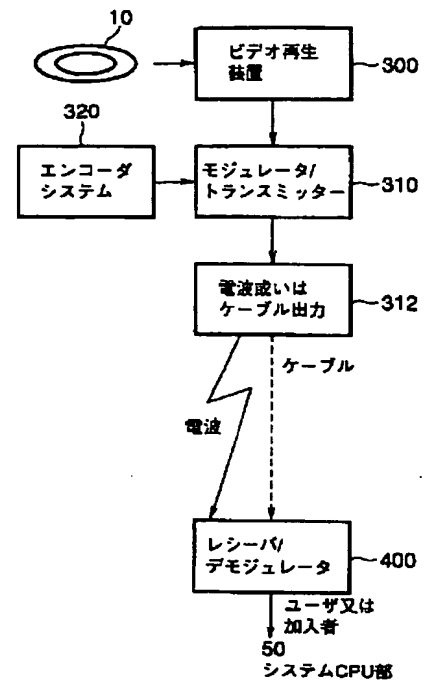 10
ビデオ再生
装置
300
320
エンコーダ
システム
モジュレータ/
トランスミッター
310
電波或いは
ケーブル出力
312
ケーブル
電波
レシーバ/
デモジュレータ
400
ユーザ又は
加入者
50
システムCPU部